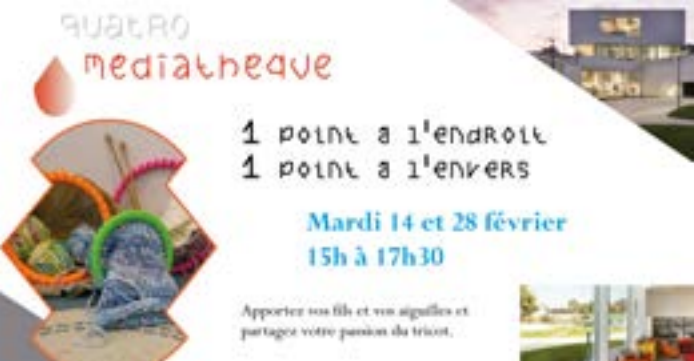 QUATRO
mediatheque
1 point a l'endroit
1 point a l'envers
Mardi 14 et 28 février
15h à 17h30
Apportez vos fils et vos aiguilles et
partagez votre passion du tricot.